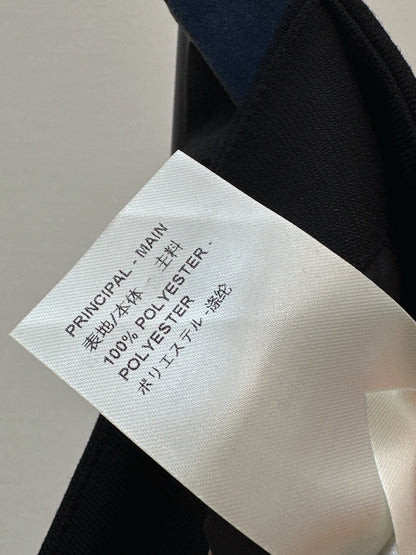 PRINCIPAL - MAIN
表地/本体 - 主料
100% POLYESTER -
POLYESTER
ポリエステル -涤纶